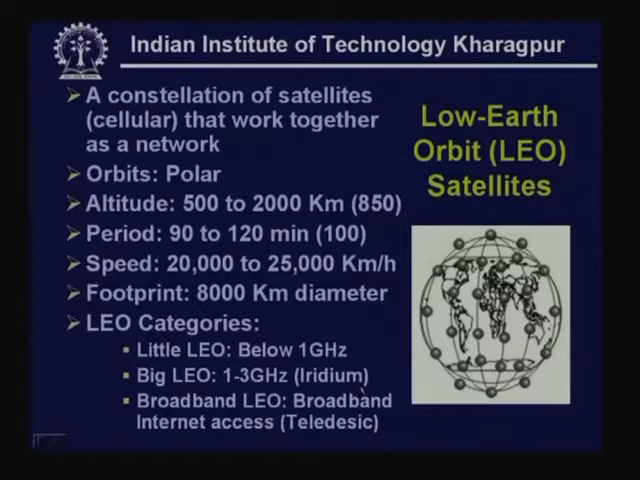 Indian Institute of Technology Kharagpur
A constellation of satellites
(cellular) that work together
as a network
Orbits: Polar
Altitude: 500 to 2000 Km (850)
Period: 90 to 120 min (100)
Speed: 20,000 to 25,000 Km/h
Footprint: 8000 Km diameter
LEO Categories:
Little LEO: Below 1GHz
Big LEO: 1-3GHz (Iridium)
Broadband LEO: Broadband
Internet access (Teledesic)
Low-Earth
Orbit (LEO)
Satellites